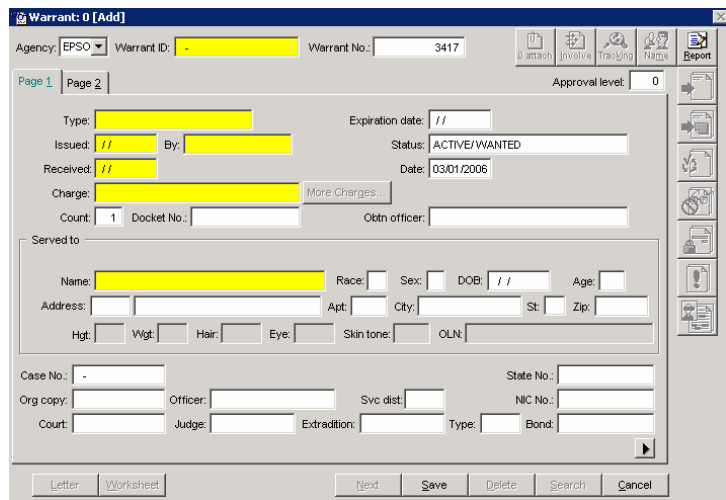 Warrant: 0 [Add]
Agency: EPSO Warrant ID: - Warrant No.: 3417 0 attach Involve Tracking Name Report
Page 1 Page 2 Approval level: 0
Type: Expiration date: / /
Issued: / / By: Status: ACTIVE/WANTED
Received: / / Date: 03/01/2006
Charge: More Charges...
Count: 1 Docket No.: Obtn officer:
Served to
Name: Race: Sex: DOB: / / Age:
Address: Apt: City: St: Zip:
Hgt: Wgt: Hair: Eye: Skin tone: OLN:
Case No.: - State No.:
Org copy: Officer: Svc dist: NIC No.:
Court: Judge: Extradition: Type: Bond:
Letter Worksheet Next Save Delete Search Cancel